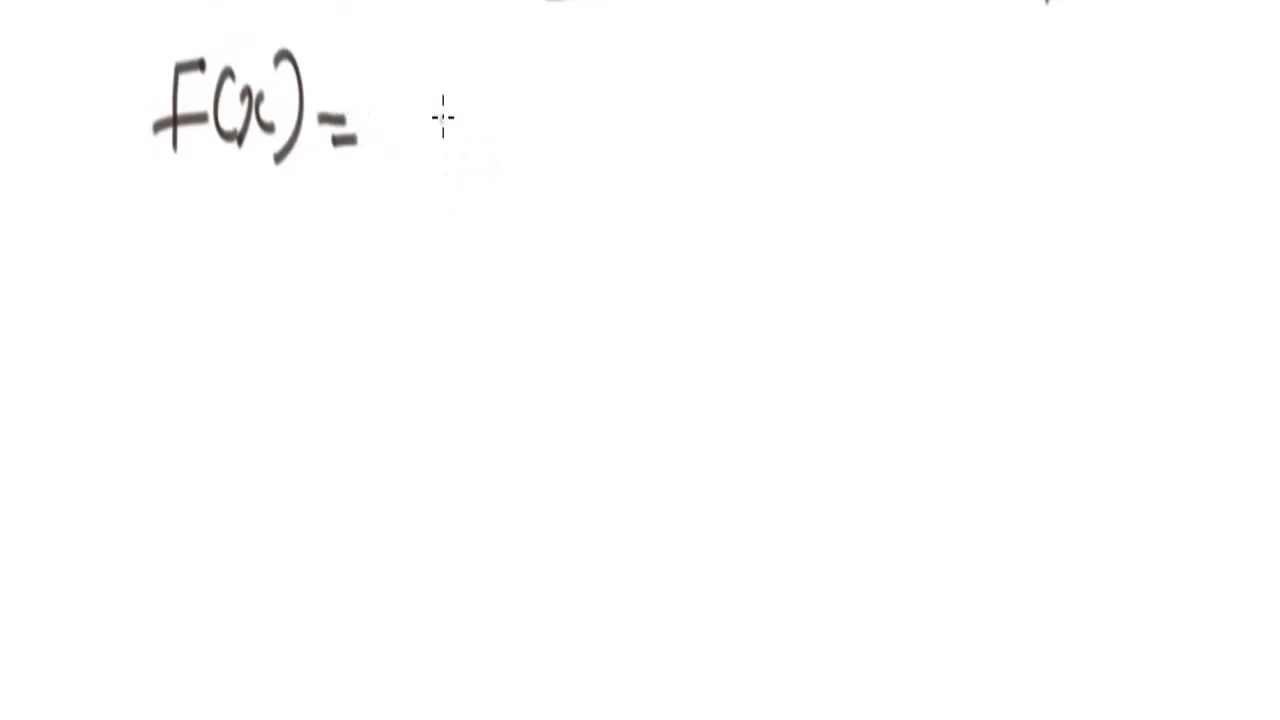 F(x) =